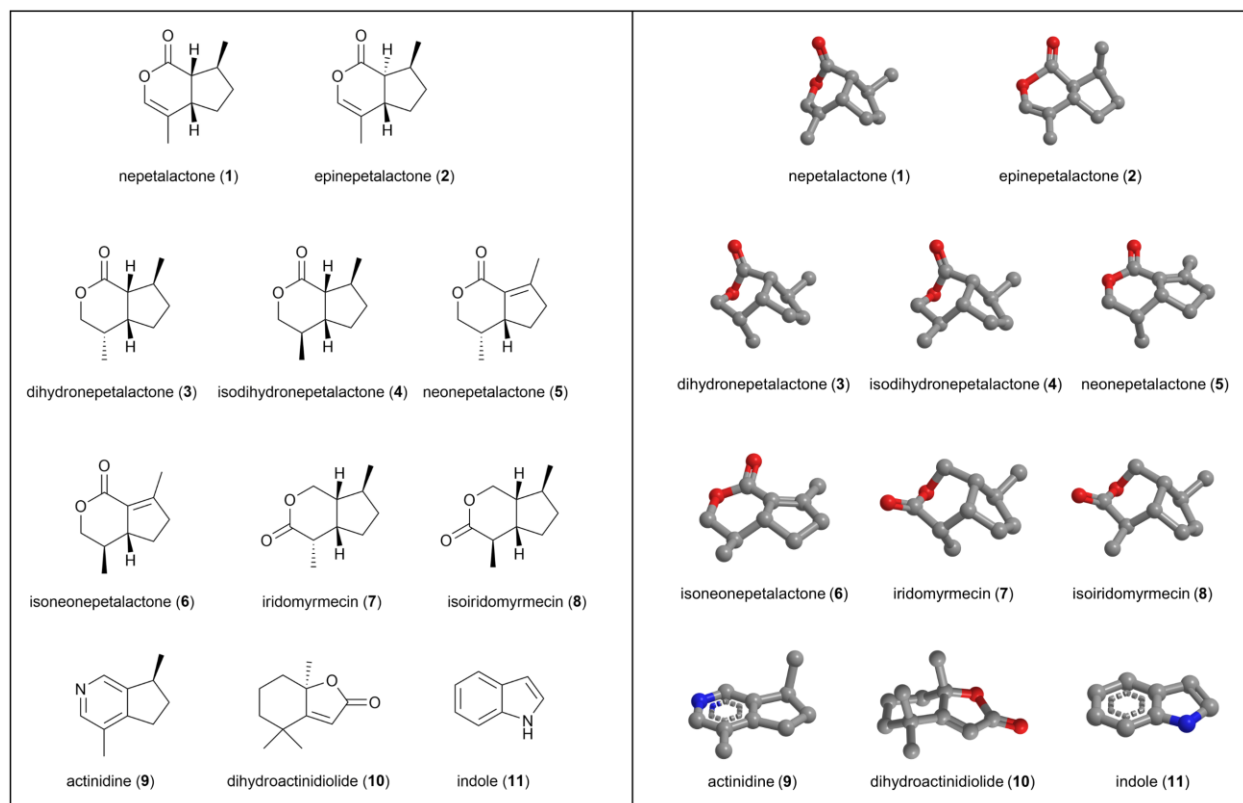 O
H
O
H
nepetalactone (1)
O
H
O
H
epinepetalactone (2)
O
H
O
H
dihydronepetalactone (3)
O
H
O
H
isodihydronepetalactone (4)
O
O
H
neonepetalactone (5)
O
O
H
isoneonepetalactone (6)
H
O
O
H
iridomyrmecin (7)
H
O
O
H
isoiridomyrmecin (8)
N
actinidine (9)
O
O
dihydroactinidiolide (10)
N
H
indole (11)
nepetalactone (1)
epinepetalactone (2)
dihydronepetalactone (3)
isodihydronepetalactone (4)
neonepetalactone (5)
isoneonepetalactone (6)
iridomyrmecin (7)
isoiridomyrmecin (8)
actinidine (9)
dihydroactinidiolide (10)
indole (11)